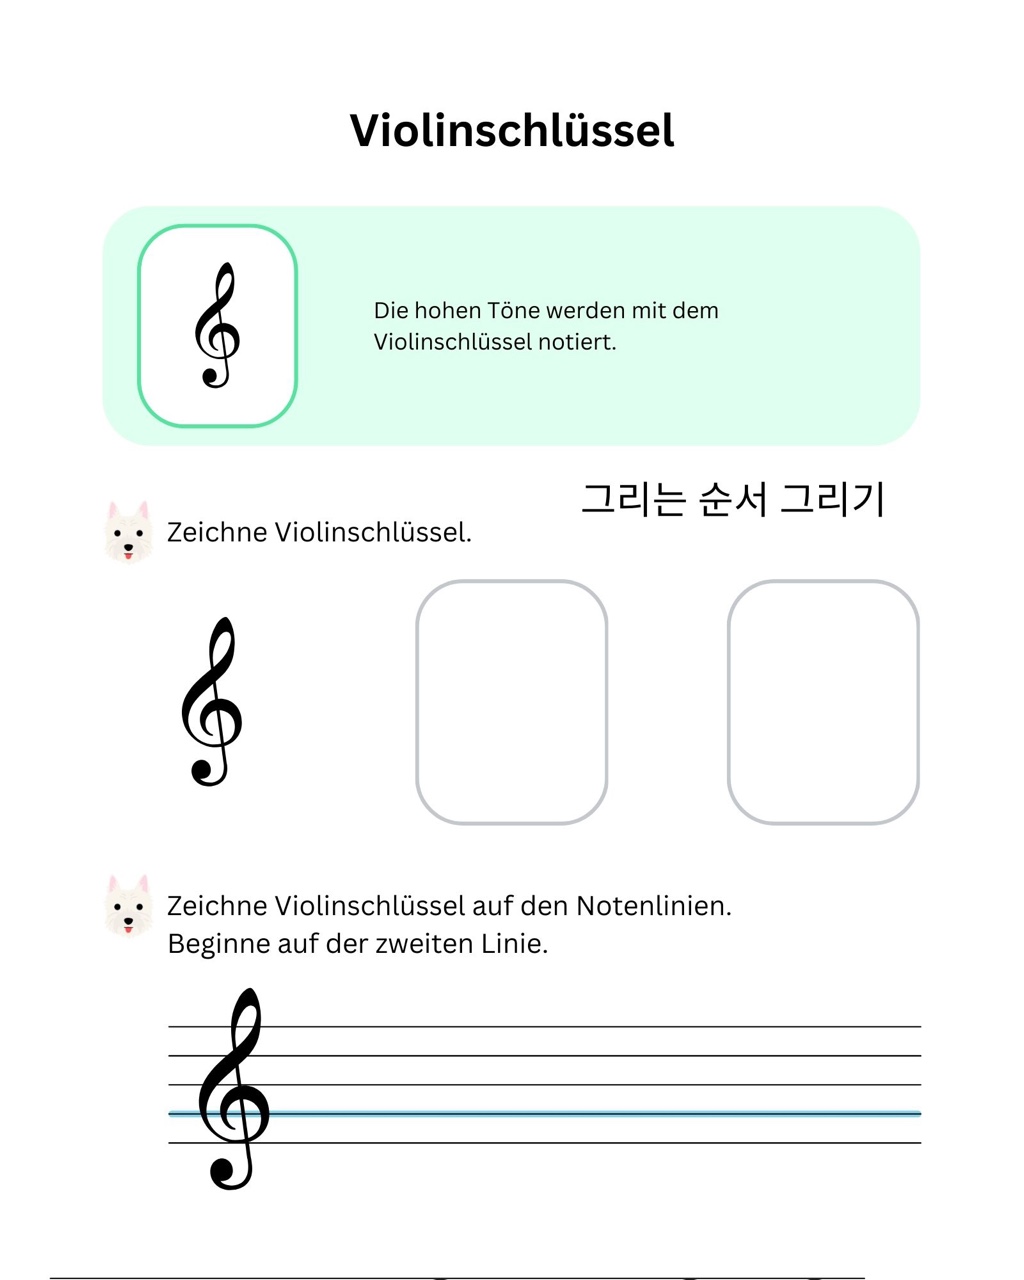 Violinschlüssel
Die hohen Töne werden mit dem
Violinschlüssel notiert.
그리는 순서 그리기
Zeichne Violinschlüssel.
Zeichne Violinschlüssel auf den Notenlinien.
Beginne auf der zweiten Linie.